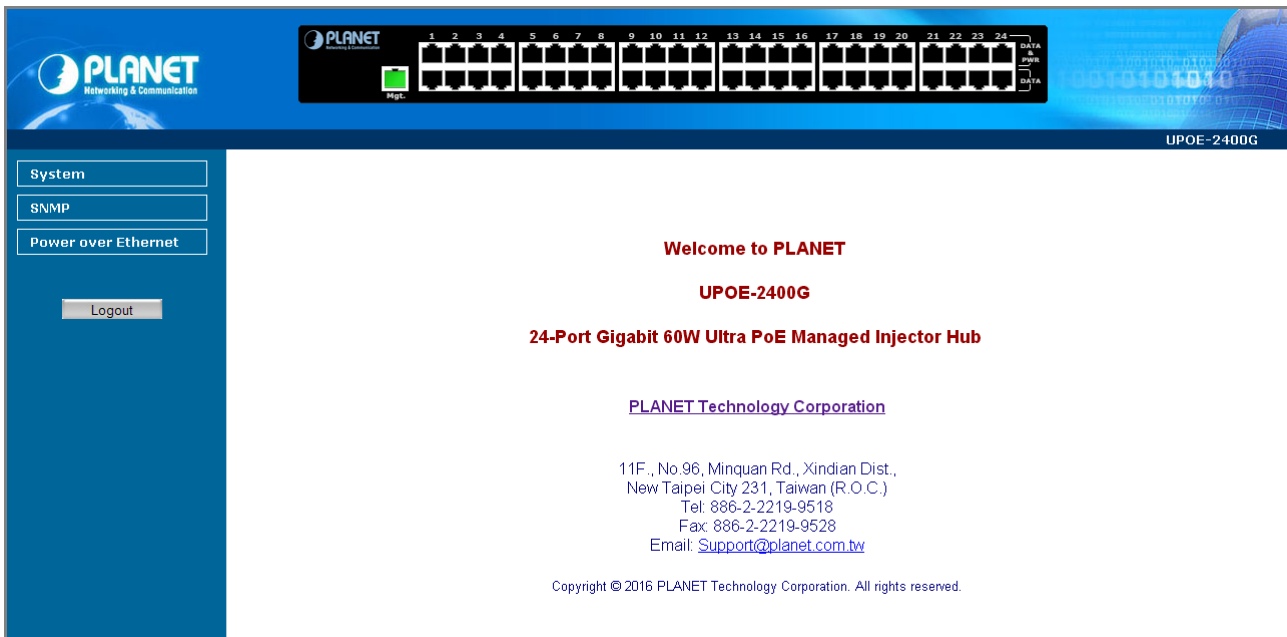 PLANET
Networking & Communication
PLANET
Networking & Communication
1 2 3 4 5 6 7 8 9 10 11 12 13 14 15 16 17 18 19 20 21 22 23 24
DATA
&
PWR
DATA
Mgt.
UPOE-2400G
System
SNMP
Power over Ethernet
Logout
Welcome to PLANET
UPOE-2400G
24-Port Gigabit 60W Ultra PoE Managed Injector Hub
PLANET Technology Corporation
11F., No.96, Minquan Rd., Xindian Dist.,
New Taipei City 231, Taiwan (R.O.C.)
Tel: 886-2-2219-9518
Fax: 886-2-2219-9528
Email: Support@planet.com.tw
Copyright © 2016 PLANET Technology Corporation. All rights reserved.